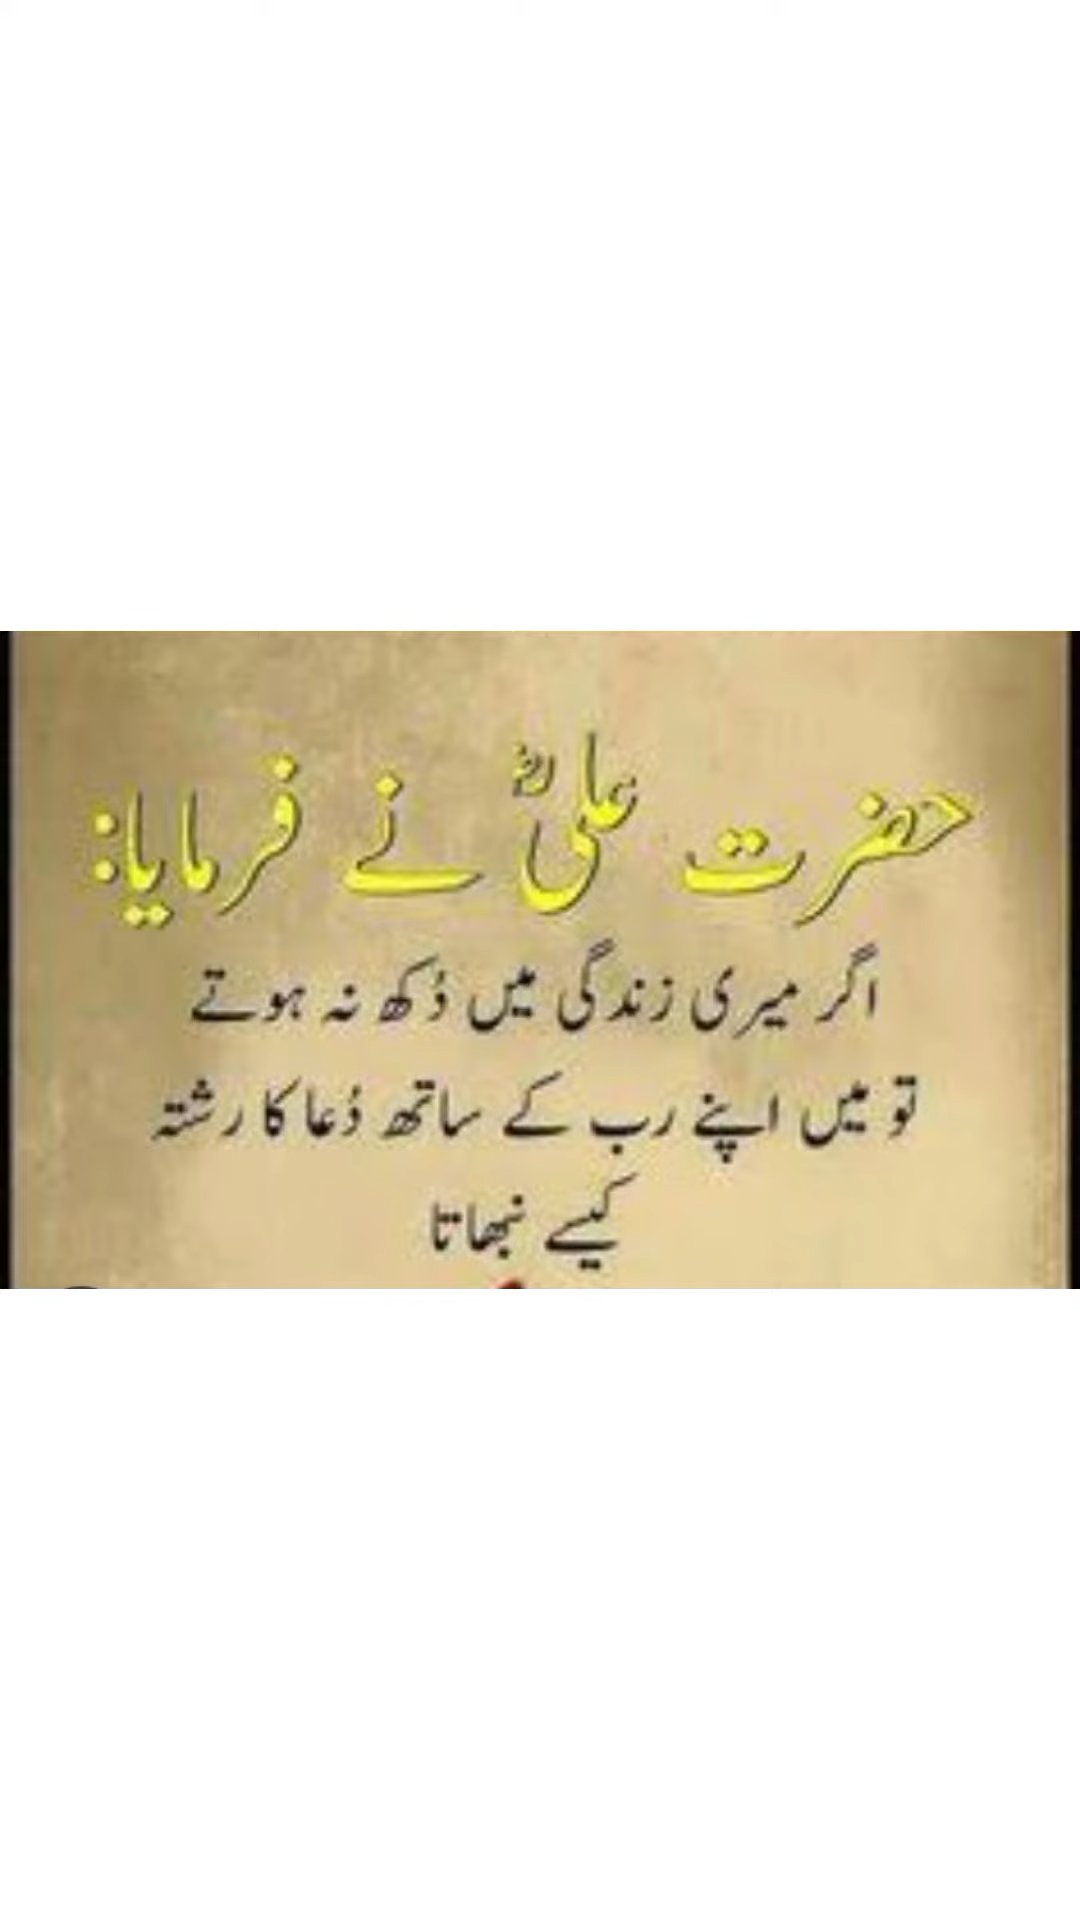 حضرت علیؓ نے فرمایا:
اگر میری زندگی میں دُکھ نہ ہوتے
تو میں اپنے رب کے ساتھ دُعا کا رشتہ
کیسے نبھاتا